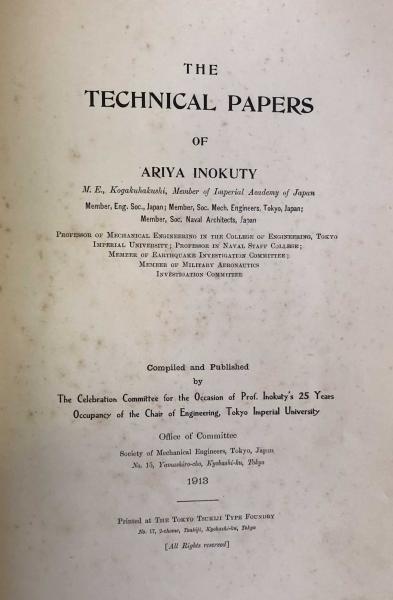 THE
TECHNICAL PAPERS
OF
ARIYA INOKUTY
M. E., Kogakuhakushi, Member of Imperial Academy of Japan
Member, Eng. Soc., Japan; Member, Soc. Mech. Engineers, Tokyo, Japan;
Member, Soc. Naval Architects, Japan
PROFESSOR OF MECHANICAL ENGINEERING IN THE COLLEGE OF ENGINEERING, TOKYO
IMPERIAL UNIVERSITY; PROFESSOR IN NAVAL STAFF COLLEGE;
MEMBER OF EARTHQUAKE INVESTIGATION COMMITTEE;
MEMBER OF MILITARY AERONAUTICS
INVESTIGATION COMMITTEE
Compiled and Published
by
The Celebration Committee for the Occasion of Prof. Inokuty's 25 Years
Occupancy of the Chair of Engineering, Tokyo Imperial University
Office of Committee
Society of Mechanical Engineers, Tokyo, Japan
No. 15, Yamashiro-cho, Kyobashi-ku, Tokyo
1913
Printed at THE TOKYO TSUKIJI TYPE FOUNDRY
No. 17, 2-chome, Tsukiji, Kyobashi-ku, Tokyo
[All Rights reserved]